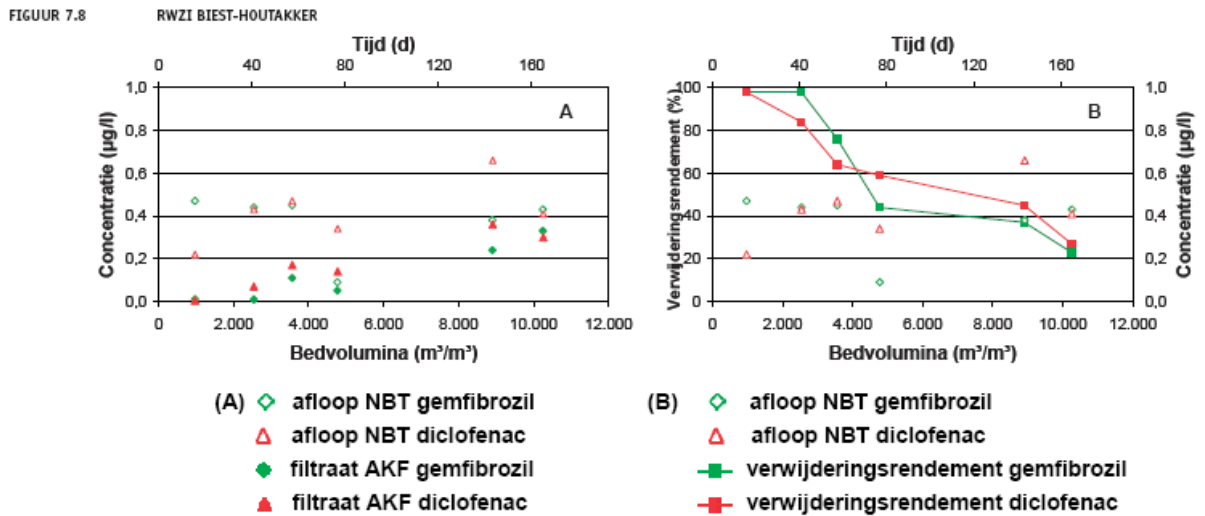 FIGUUR 7.8 RWZI BIEST-HOUTAKKER
Tijd (d)
0 40 80 120 160
Concentratie (µg/l)
1,0
0,8
0,6
0,4
0,2
0,0
A
0 2.000 4.000 6.000 8.000 10.000 12.000
Bedvolumina (m³/m³)
Tijd (d)
0 40 80 120 160
Verwijderingsrendement (%)
100
80
60
40
20
0
B
1,0
0,8
0,6
0,4
0,2
0,0
Concentratie (µg/l)
0 2.000 4.000 6.000 8.000 10.000 12.000
Bedvolumina (m³/m³)
(A) afloop NBT gemfibrozil
afloop NBT diclofenac
filtraat AKF gemfibrozil
filtraat AKF diclofenac
(B) afloop NBT gemfibrozil
afloop NBT diclofenac
verwijderingsrendement gemfibrozil
verwijderingsrendement diclofenac